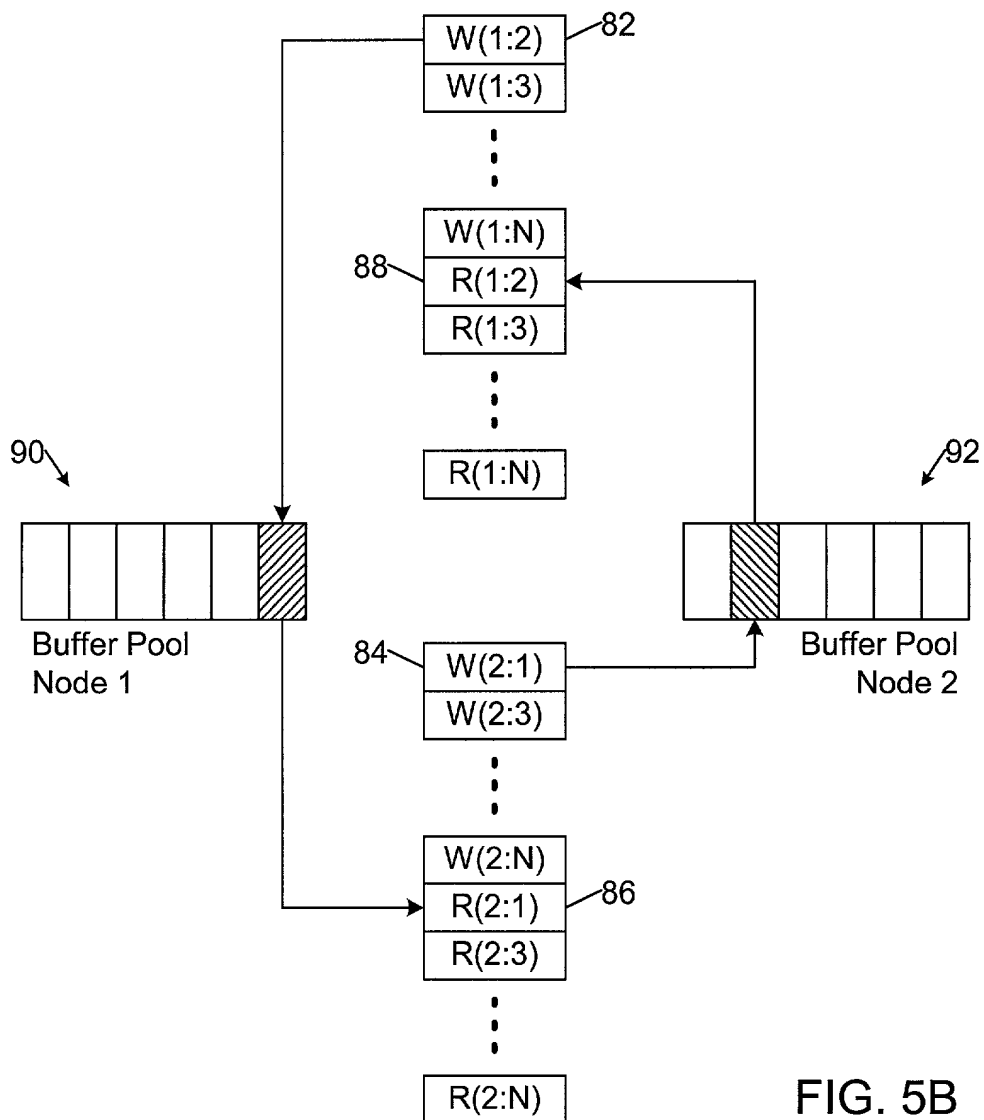 W(1:2)
82
W(1:3)
W(1:N)
88
R(1:2)
R(1:3)
90
R(1:N)
92
Buffer Pool
Node 1
84
W(2:1)
W(2:3)
Buffer Pool
Node 2
W(2:N)
R(2:1)
86
R(2:3)
R(2:N)
FIG. 5B